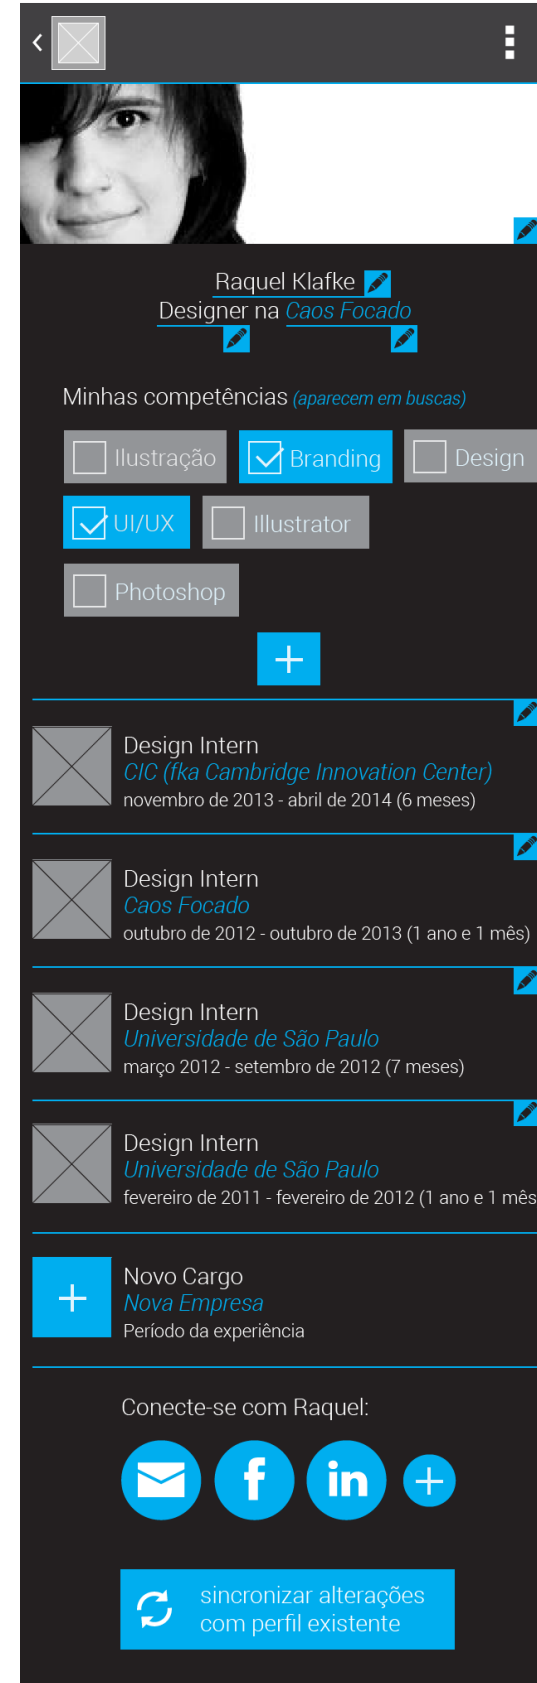 Raquel Klafke
Designer na Caos Focado
Minhas competências (aparecem em buscas)
Ilustração Branding Design
UI/UX Illustrator
Photoshop
+
Design Intern
CIC (fka Cambridge Innovation Center)
novembro de 2013 - abril de 2014 (6 meses)
Design Intern
Caos Focado
outubro de 2012 - outubro de 2013 (1 ano e 1 mês)
Design Intern
Universidade de São Paulo
março 2012 - setembro de 2012 (7 meses)
Design Intern
Universidade de São Paulo
fevereiro de 2011 - fevereiro de 2012 (1 ano e 1 mês
+
Novo Cargo
Nova Empresa
Período da experiência
Conecte-se com Raquel:
f in +
sincronizar alterações
com perfil existente